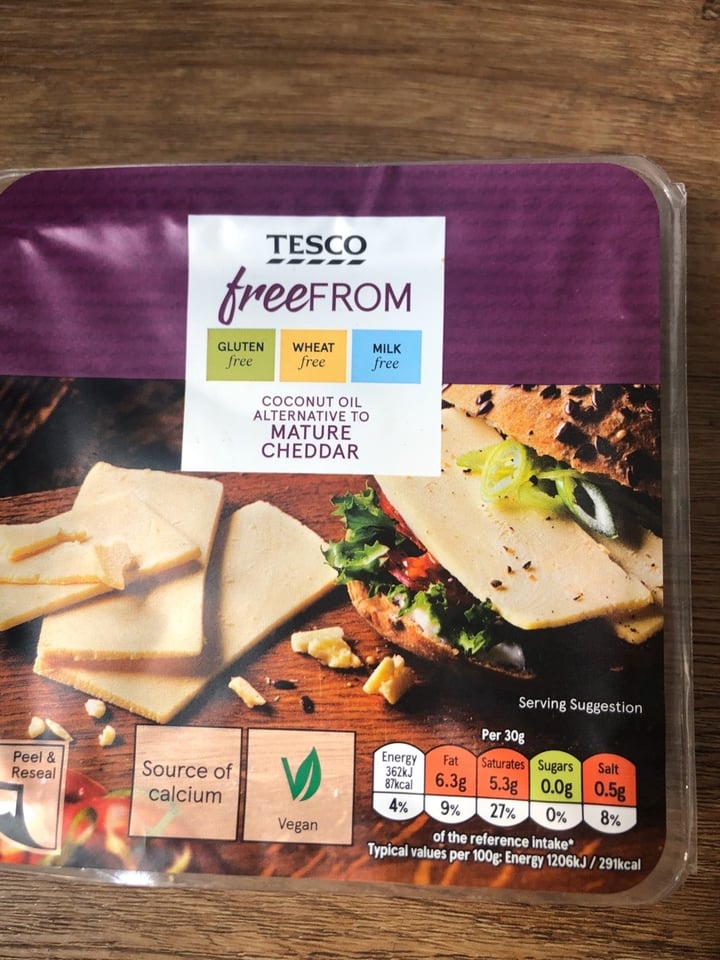 TESCO
freeFROM
GLUTEN free
WHEAT free
MILK free
COCONUT OIL
ALTERNATIVE TO
MATURE
CHEDDAR
Serving Suggestion
Peel &
Reseal
Source of
calcium
Vegan
Per 30g
Energy
362kJ
87kcal
4%
Fat
6.3g
9%
Saturates
5.3g
27%
Sugars
0.0g
0%
Salt
0.5g
8%
of the reference intake*
Typical values per 100g: Energy 1206kJ / 291kcal